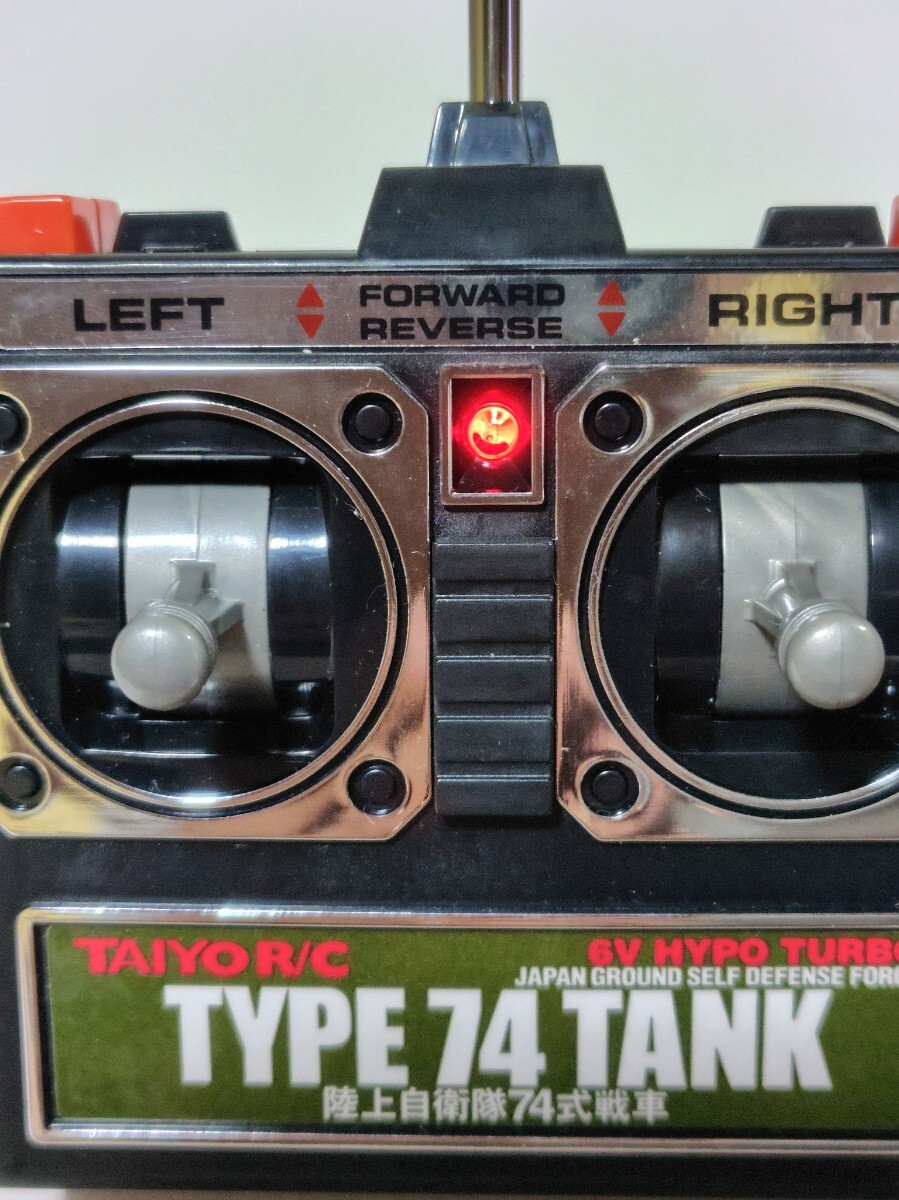 LEFT
FORWARD
REVERSE
RIGHT
TAIYO R/C
6V HYPO TURBO
JAPAN GROUND SELF DEFENSE FORC
TYPE 74 TANK
陸上自衛隊74式戦車